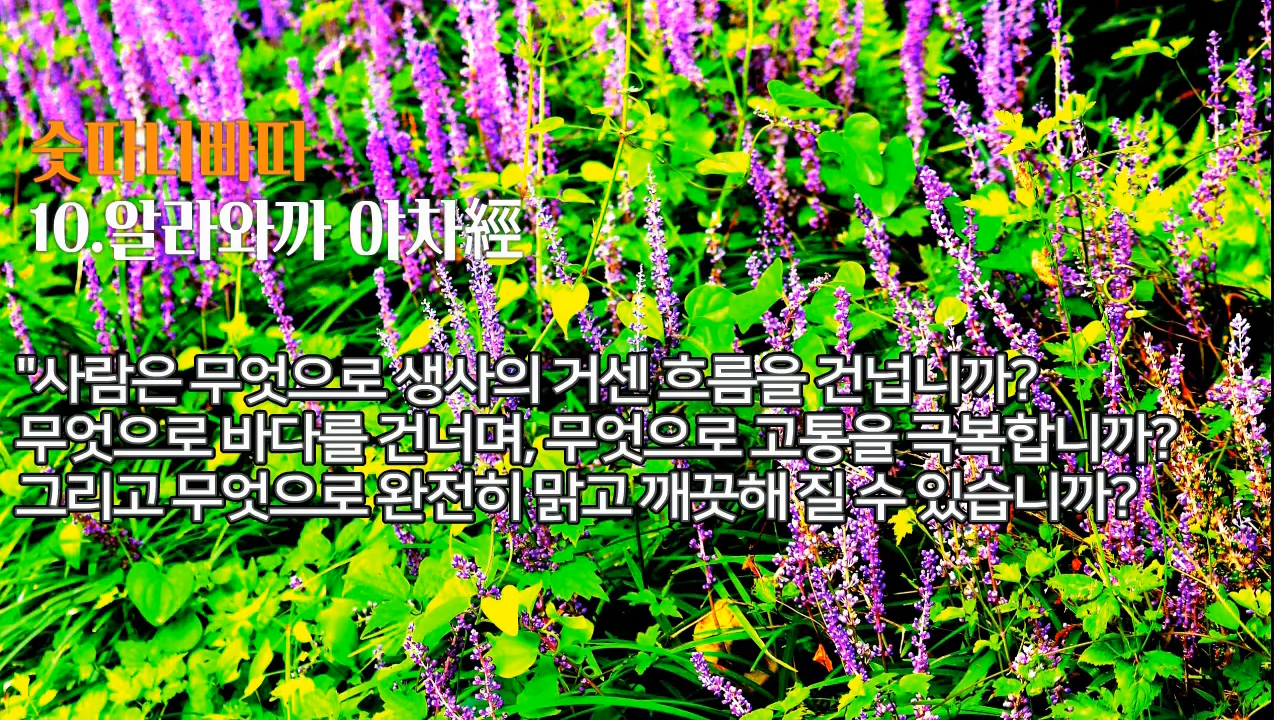 숫따니빠따
10.알라와까 야차經
"사람은 무엇으로 생사의 거센 흐름을 건넙니까?
무엇으로 바다를 건너며, 무엇으로 고통을 극복합니까?
그리고 무엇으로 완전히 맑고 깨끗해 질 수 있습니까?